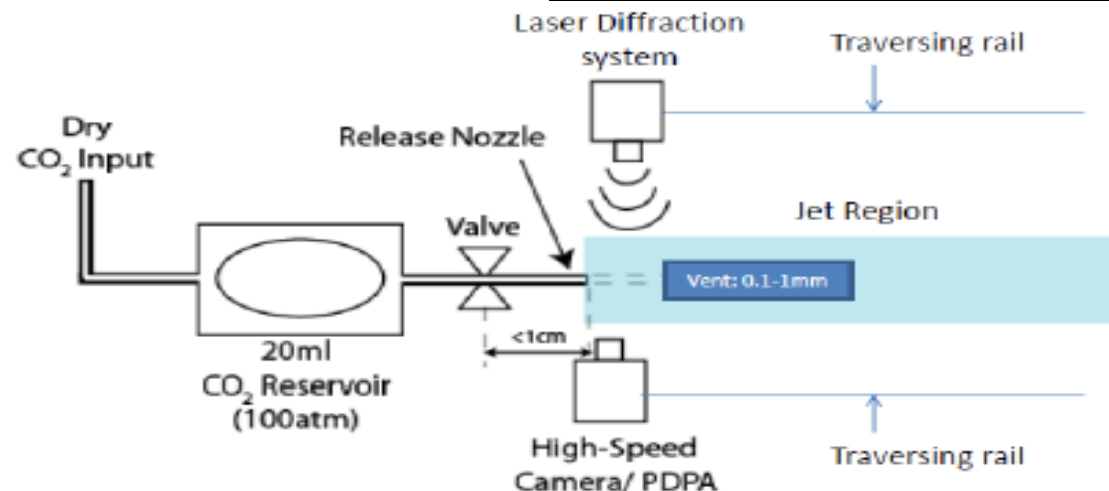 Laser Diffraction
system
Traversing rail
Dry
CO₂ Input
Release Nozzle
Valve
Jet Region
Vent: 0.1-1mm
<1cm
20ml
CO₂ Reservoir
(100atm)
High-Speed
Camera/ PDPA
Traversing rail